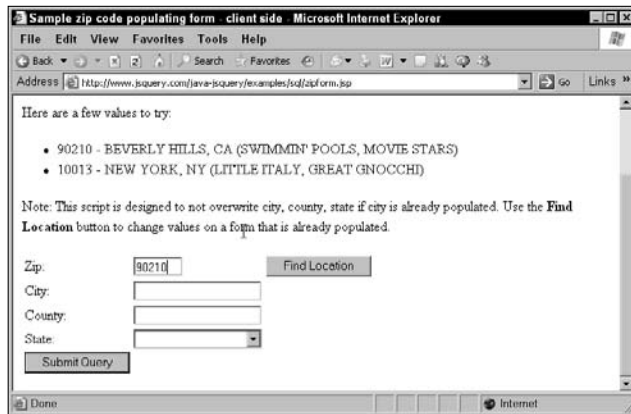 Sample zip code populating form - client side - Microsoft Internet Explorer
File Edit View Favorites Tools Help
Back Search Favorites
Address http://www.jsquery.com/java-jsquery/examples/sql/zipform.jsp Go Links »
Here are a few values to try:
• 90210 - BEVERLY HILLS, CA (SWIMMIN' POOLS, MOVIE STARS)
• 10013 - NEW YORK, NY (LITTLE ITALY, GREAT GNOCCHI)
Note: This script is designed to not overwrite city, county, state if city is already populated. Use the Find
Location button to change values on a form that is already populated.
Zip: 90210 Find Location
City:
County:
State:
Submit Query
Done Internet